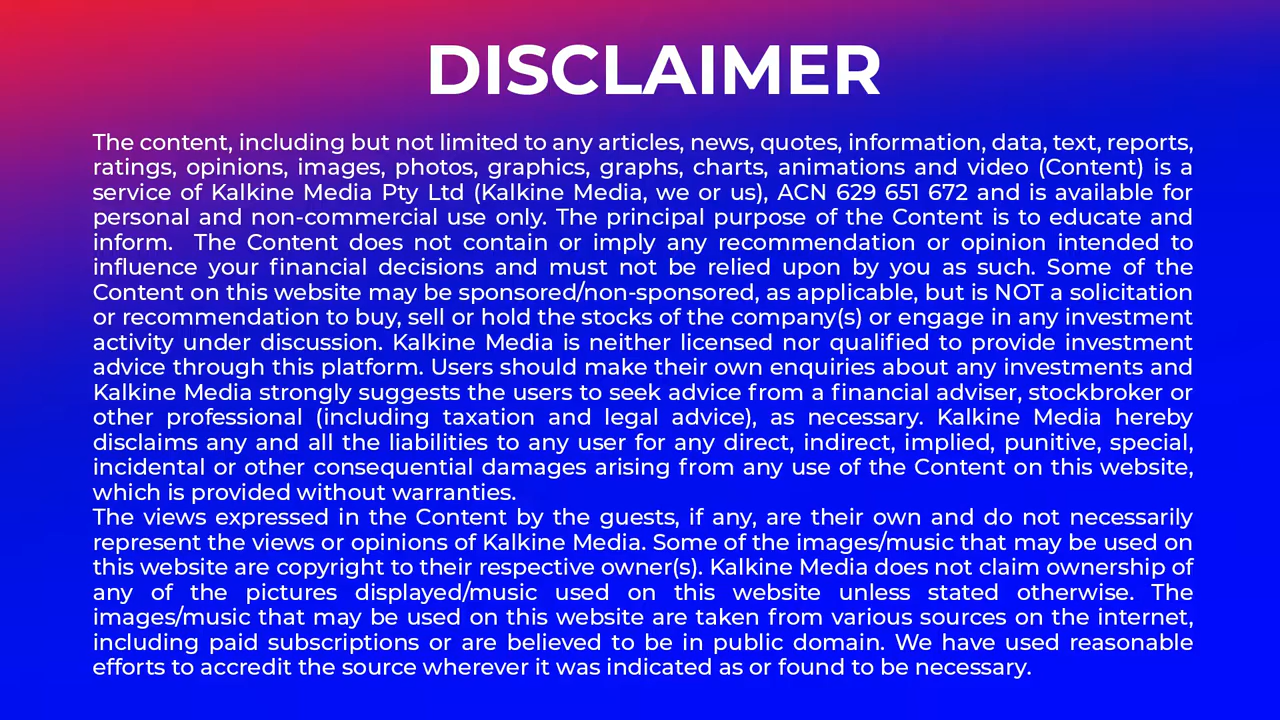 DISCLAIMER
The content, including but not limited to any articles, news, quotes, information, data, text, reports,
ratings, opinions, images, photos, graphics, graphs, charts, animations and video (Content) is a
service of Kalkine Media Pty Ltd (Kalkine Media, we or us), ACN 629 651 672 and is available for
personal and non-commercial use only. The principal purpose of the Content is to educate and
inform.  The Content does not contain or imply any recommendation or opinion intended to
influence your financial decisions and must not be relied upon by you as such. Some of the
Content on this website may be sponsored/non-sponsored, as applicable, but is NOT a solicitation
or recommendation to buy, sell or hold the stocks of the company(s) or engage in any investment
activity under discussion. Kalkine Media is neither licensed nor qualified to provide investment
advice through this platform. Users should make their own enquiries about any investments and
Kalkine Media strongly suggests the users to seek advice from a financial adviser, stockbroker or
other professional (including taxation and legal advice), as necessary. Kalkine Media hereby
disclaims any and all the liabilities to any user for any direct, indirect, implied, punitive, special,
incidental or other consequential damages arising from any use of the Content on this website,
which is provided without warranties.
The views expressed in the Content by the guests, if any, are their own and do not necessarily
represent the views or opinions of Kalkine Media. Some of the images/music that may be used on
this website are copyright to their respective owner(s). Kalkine Media does not claim ownership of
any of the pictures displayed/music used on this website unless stated otherwise. The
images/music that may be used on this website are taken from various sources on the internet,
including paid subscriptions or are believed to be in public domain. We have used reasonable
efforts to accredit the source wherever it was indicated as or found to be necessary.